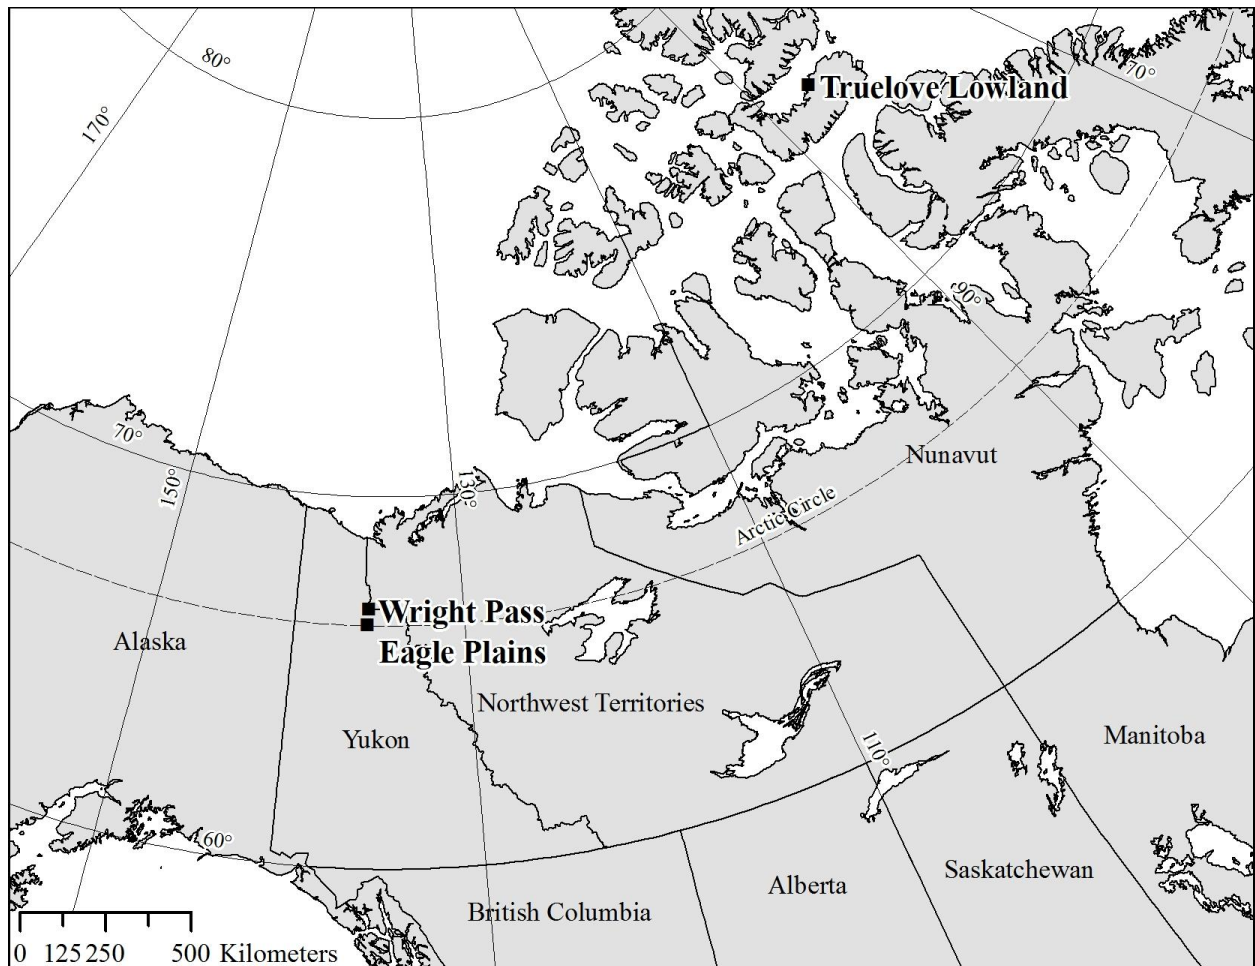 80°
Truelove Lowland
70°
170°
90°
70°
150°
130°
Nunavut
Arctic Circle
Wright Pass
Eagle Plains
Alaska
Northwest Territories
Yukon
110°
Manitoba
60°
Saskatchewan
Alberta
British Columbia
0 125 250 500 Kilometers